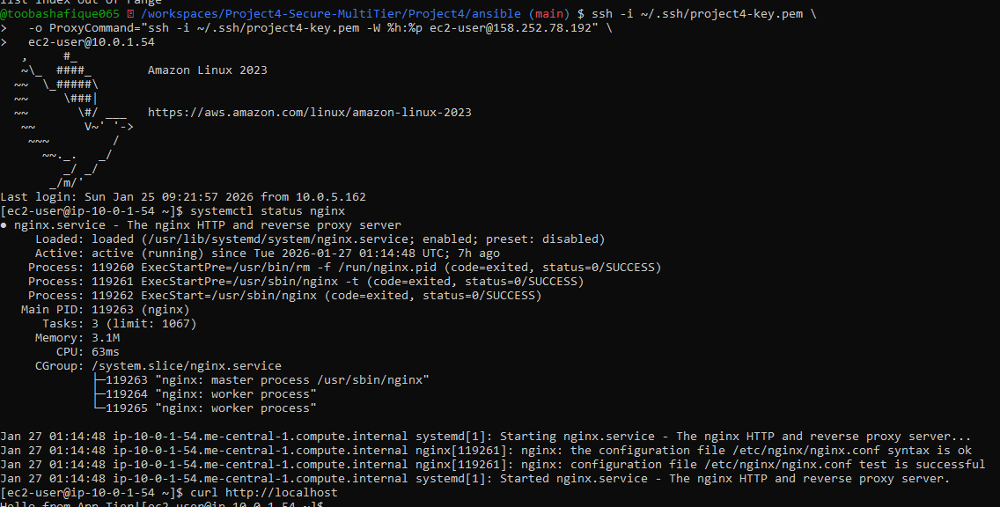 list index out of range
@toobashafique065 /workspaces/Project4-Secure-MultiTier/Project4/ansible (main) $ ssh -i ~/.ssh/project4-key.pem \
>   -o ProxyCommand="ssh -i ~/.ssh/project4-key.pem -W %h:%p ec2-user@158.252.78.192" \
>   ec2-user@10.0.1.54
   ,     #_
   ~\_  ####_        Amazon Linux 2023
  ~~  \_#####\
  ~~     \###|
  ~~       \#/ ___   https://aws.amazon.com/linux/amazon-linux-2023
   ~~       V~' '->
    ~~~         /
      ~~._.   _/
         _/ _/
       _/m/'
Last login: Sun Jan 25 09:21:57 2026 from 10.0.5.162
[ec2-user@ip-10-0-1-54 ~]$ systemctl status nginx
● nginx.service - The nginx HTTP and reverse proxy server
     Loaded: loaded (/usr/lib/systemd/system/nginx.service; enabled; preset: disabled)
     Active: active (running) since Tue 2026-01-27 01:14:48 UTC; 7h ago
    Process: 119260 ExecStartPre=/usr/bin/rm -f /run/nginx.pid (code=exited, status=0/SUCCESS)
    Process: 119261 ExecStartPre=/usr/sbin/nginx -t (code=exited, status=0/SUCCESS)
    Process: 119262 ExecStart=/usr/sbin/nginx (code=exited, status=0/SUCCESS)
   Main PID: 119263 (nginx)
      Tasks: 3 (limit: 1067)
     Memory: 3.1M
        CPU: 63ms
     CGroup: /system.slice/nginx.service
             ├─119263 "nginx: master process /usr/sbin/nginx"
             ├─119264 "nginx: worker process"
             └─119265 "nginx: worker process"

Jan 27 01:14:48 ip-10-0-1-54.me-central-1.compute.internal systemd[1]: Starting nginx.service - The nginx HTTP and reverse proxy server...
Jan 27 01:14:48 ip-10-0-1-54.me-central-1.compute.internal nginx[119261]: nginx: the configuration file /etc/nginx/nginx.conf syntax is ok
Jan 27 01:14:48 ip-10-0-1-54.me-central-1.compute.internal nginx[119261]: nginx: configuration file /etc/nginx/nginx.conf test is successful
Jan 27 01:14:48 ip-10-0-1-54.me-central-1.compute.internal systemd[1]: Started nginx.service - The nginx HTTP and reverse proxy server.
[ec2-user@ip-10-0-1-54 ~]$ curl http://localhost
Hello from App Tier![ec2-user@ip-10-0-1-54 ~]$